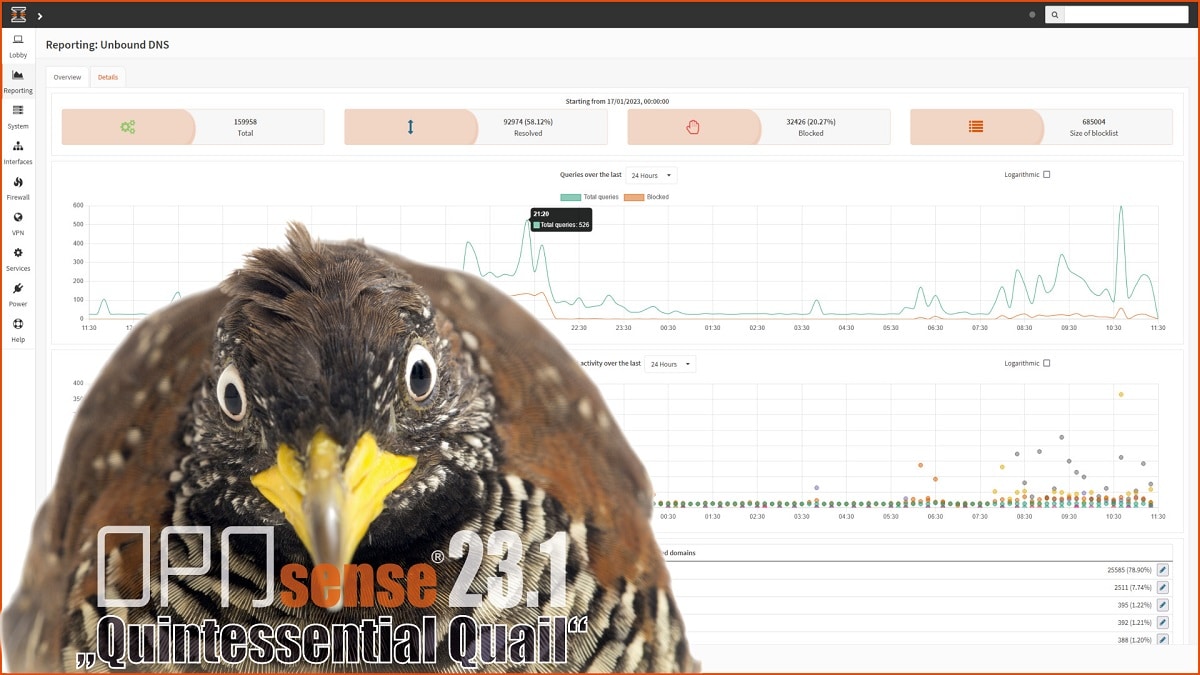 Reporting: Unbound DNS
Lobby
Reporting
System
Interfaces
Firewall
VPN
Services
Power
Help
Overview Details
Starting from 17/01/2023, 00:00:00
159958
Total
92974 (58.12%)
Resolved
32426 (20.27%)
Blocked
685004
Size of blocklist
Queries over the last 24 Hours
Logarithmic
Total queries Blocked
21:20
Total queries: 526
600
500
400
300
200
100
0
11:30 22:30 23:30 00:30 01:30 02:30 03:30 04:30 05:30 06:30 07:30 08:30 09:30 10:30 11:30
activity over the last 24 Hours
Logarithmic
400
00:30 01:30 02:30 03:30 04:30 05:30 06:30 07:30 08:30 09:30 10:30 11:30
domains
25585 (78.90%)
2511 (7.74%)
395 (1.22%)
392 (1.21%)
388 (1.20%)
OPNsense® 23.1
„Quintessential Quail“